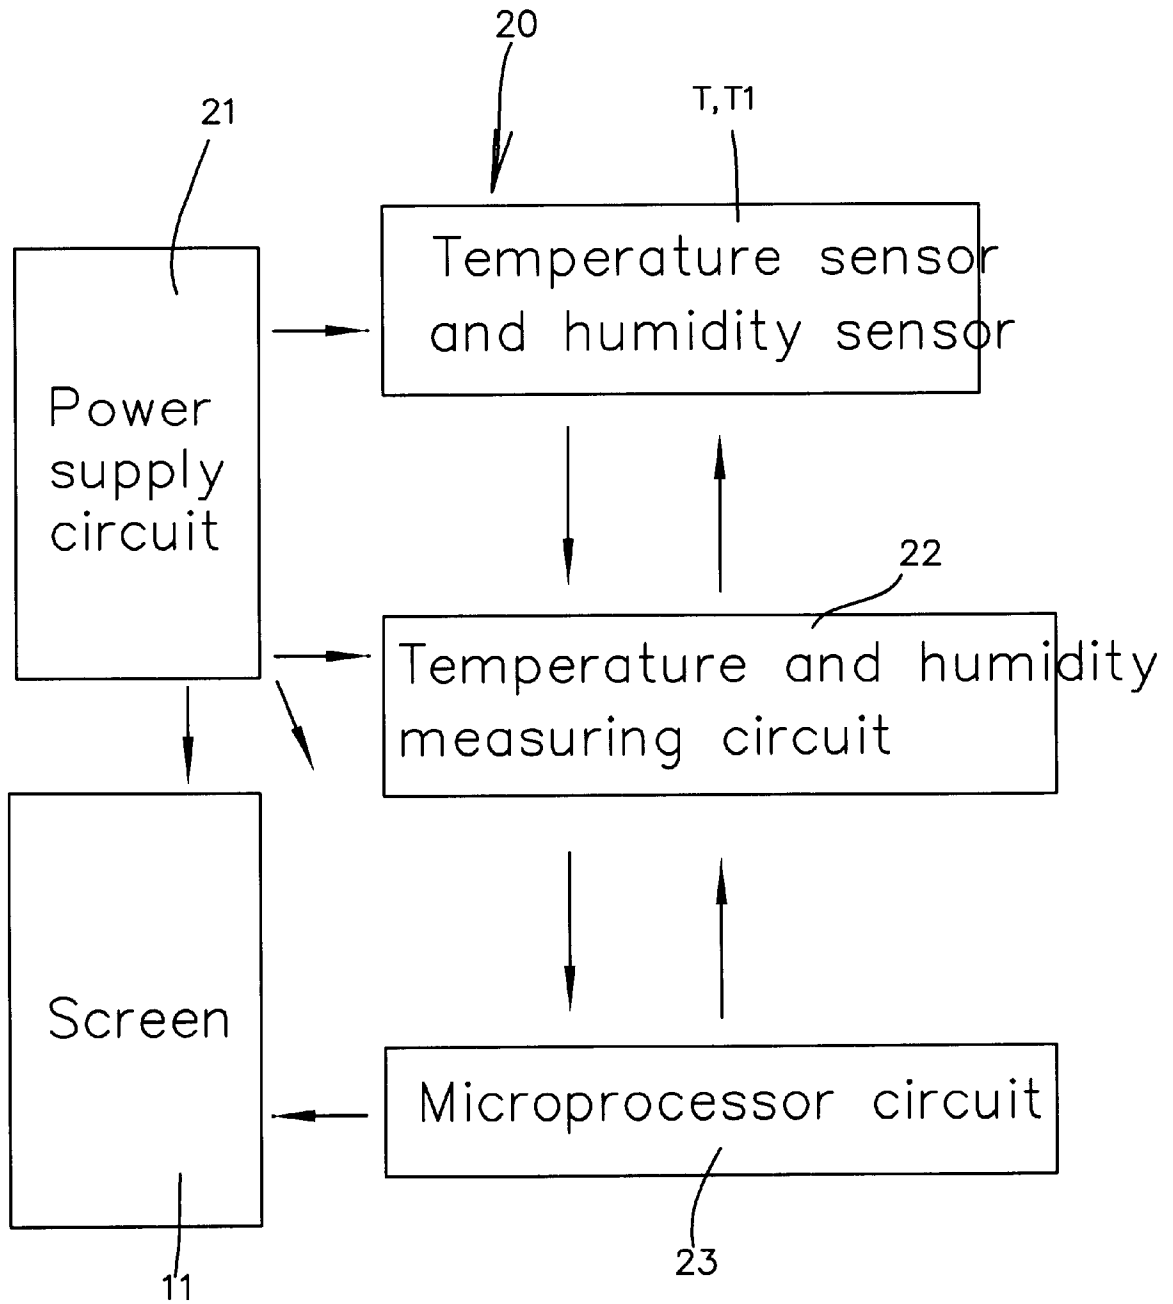 20
T,T1
21
Temperature sensor
and humidity sensor
Power
supply
circuit
22
Temperature and humidity
measuring circuit
Screen
Microprocessor circuit
23
11